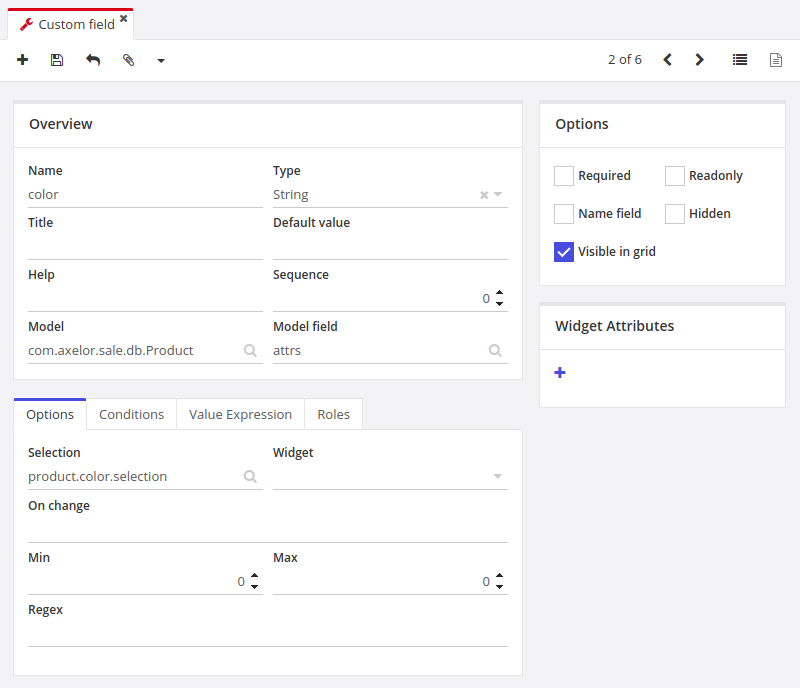 Custom field
2 of 6
Overview
Name
Type
color
String
Title
Default value
Help
Sequence
0
Model
Model field
com.axelor.sale.db.Product
attrs
Options
Conditions
Value Expression
Roles
Selection
Widget
product.color.selection
On change
Min
Max
0
0
Regex
Options
Required
Readonly
Name field
Hidden
Visible in grid
Widget Attributes